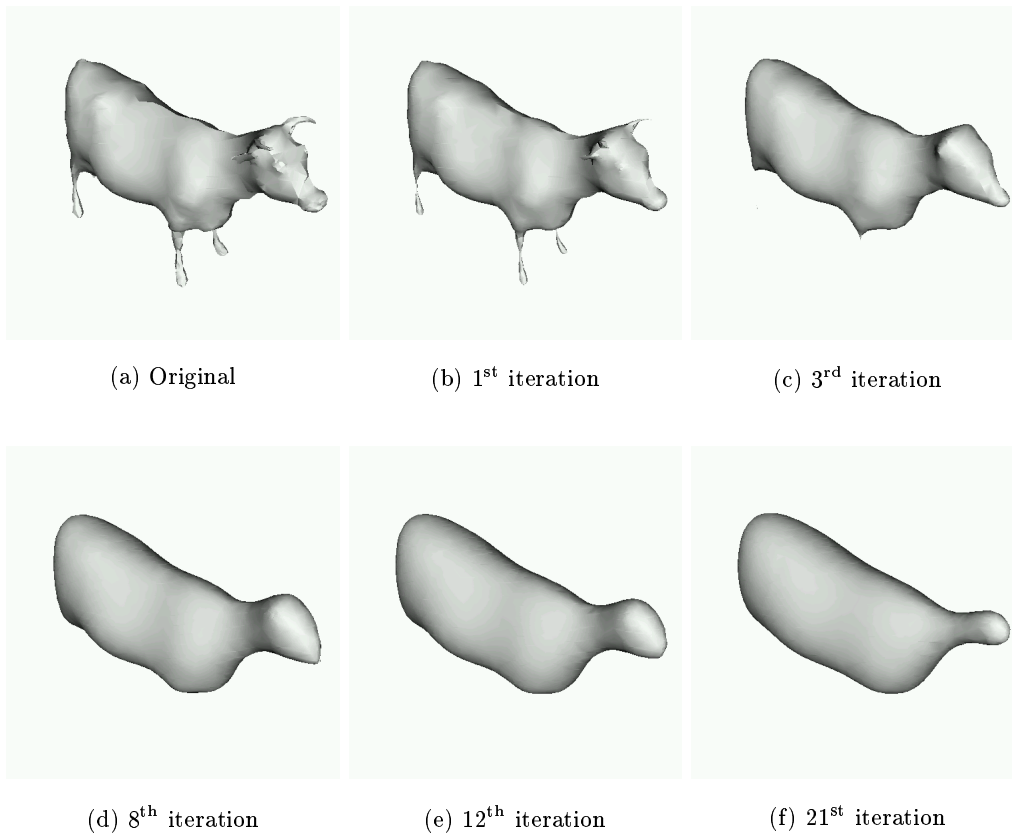 (a) Original
(b) 1st iteration
(c) 3rd iteration
(d) 8th iteration
(e) 12th iteration
(f) 21st iteration